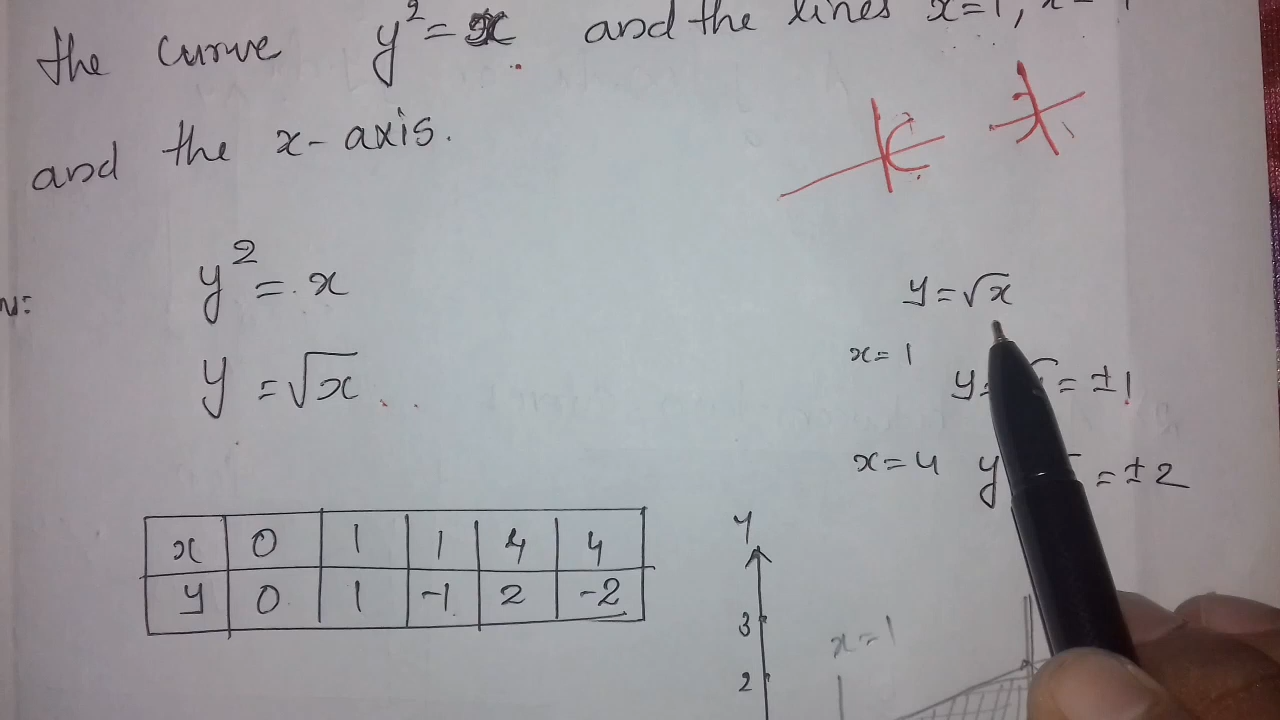 the curve y² = x and the lines x=1, x=
and the x-axis.
y² = x
y = √x
y = √x
x = 1
y = = ±1
x = 4 y = ±2
x 0 1 1 4 4
y 0 1 -1 2 -2
y
3
x=1
2